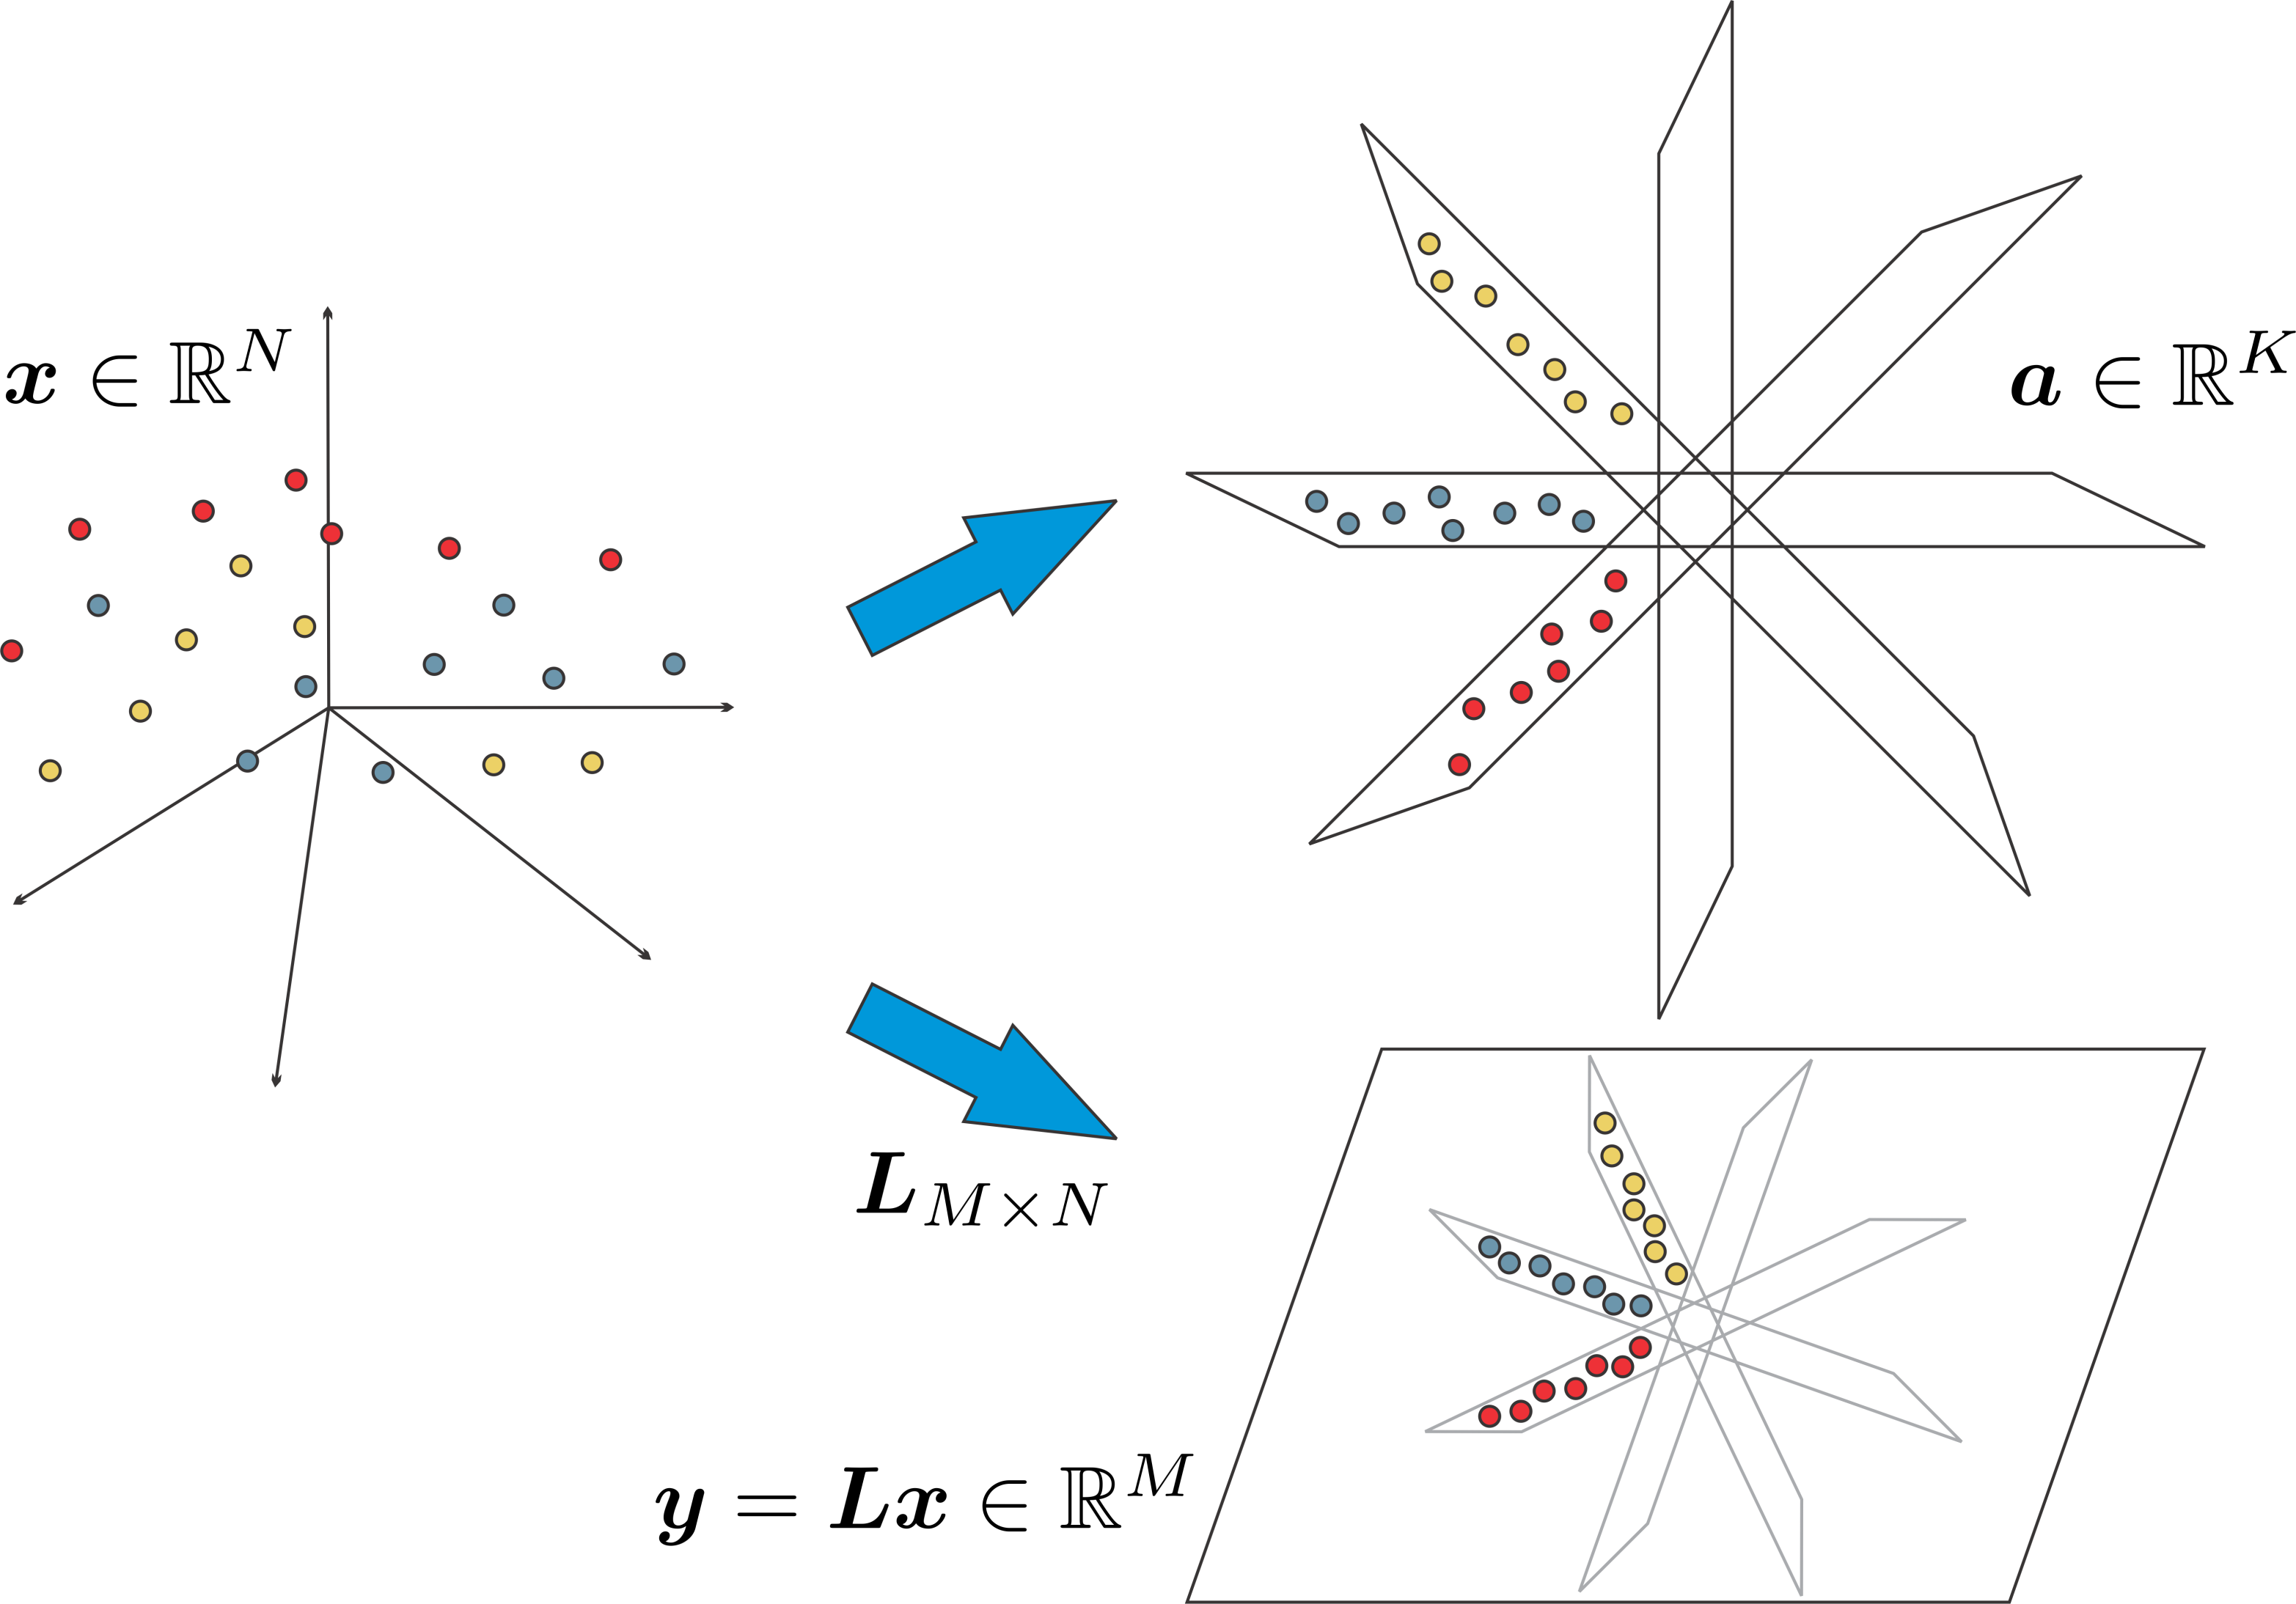 𝒙 ∈ ℝ^N
𝒂 ∈ ℝ^K
𝑳_{M×N}
𝒚 = 𝑳𝒙 ∈ ℝ^M